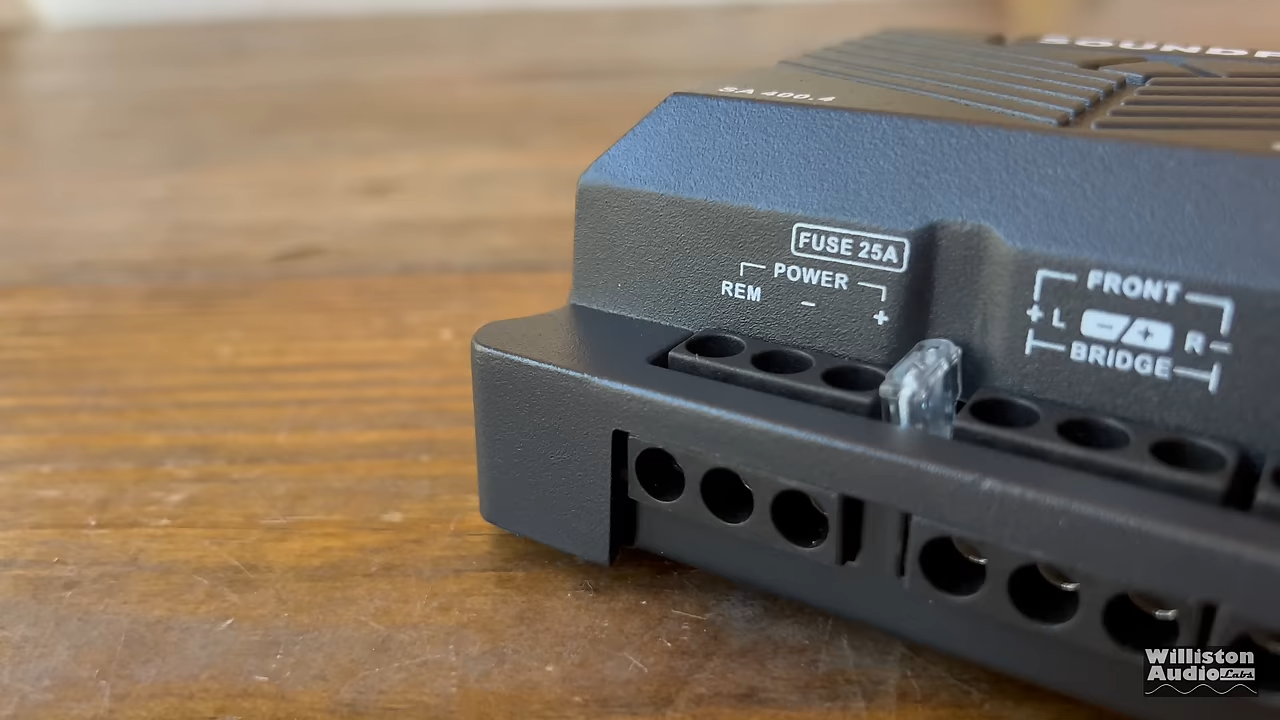 SA 400.4
FUSE 25A
POWER
REM - +
FRONT
+ L -/+ R -
BRIDGE
Williston
Audio Labs